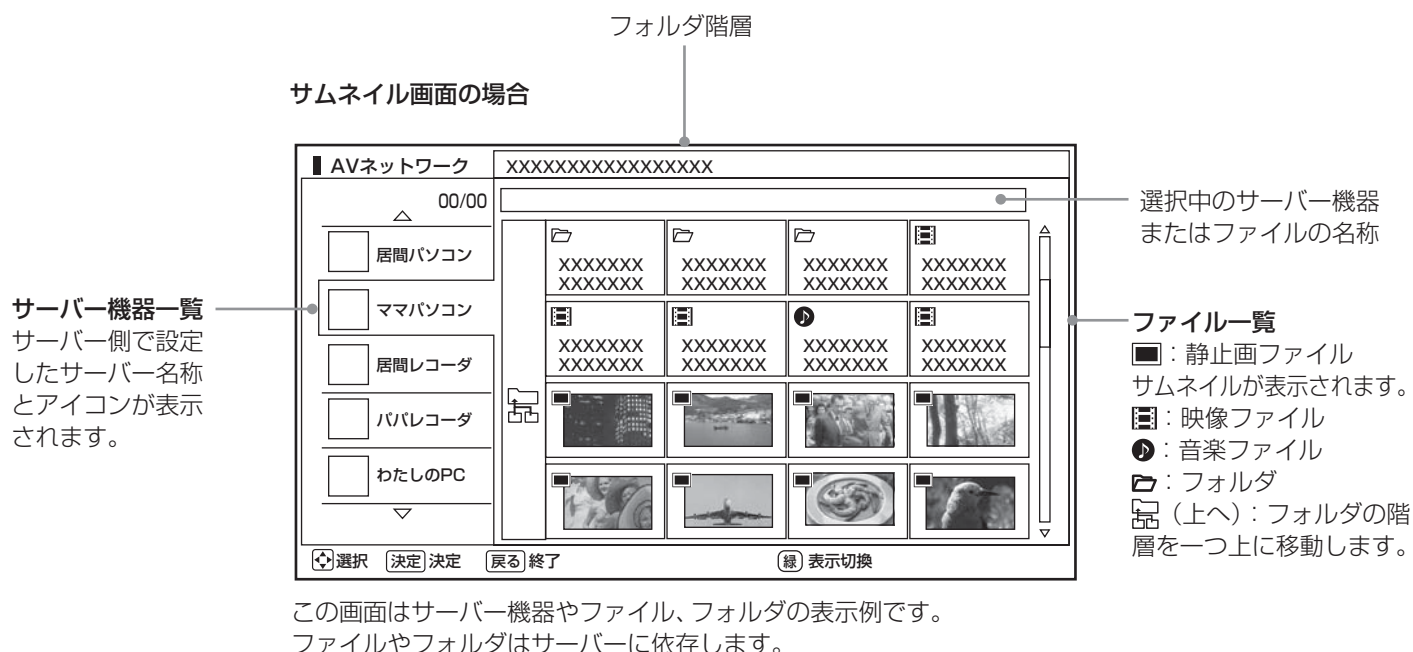 フォルダ階層
サムネイル画面の場合
AVネットワーク
XXXXXXXXXXXXXXXXX
00/00
居間パソコン
ママパソコン
居間レコーダ
パパレコーダ
わたしのPC
XXXXXXX XXXXXXX XXXXXXX XXXXXXX
XXXXXXX XXXXXXX XXXXXXX XXXXXXX
XXXXXXX XXXXXXX XXXXXXX XXXXXXX
XXXXXXX XXXXXXX XXXXXXX XXXXXXX
選択 決定 決定 戻る 終了 緑 表示切換
サーバー機器一覧
サーバー側で設定
したサーバー名称
とアイコンが表示
されます。
選択中のサーバー機器
またはファイルの名称
ファイル一覧
：静止画ファイル
サムネイルが表示されます。
：映像ファイル
：音楽ファイル
：フォルダ
（上へ）：フォルダの階
層を一つ上に移動します。
この画面はサーバー機器やファイル、フォルダの表示例です。
ファイルやフォルダはサーバーに依存します。